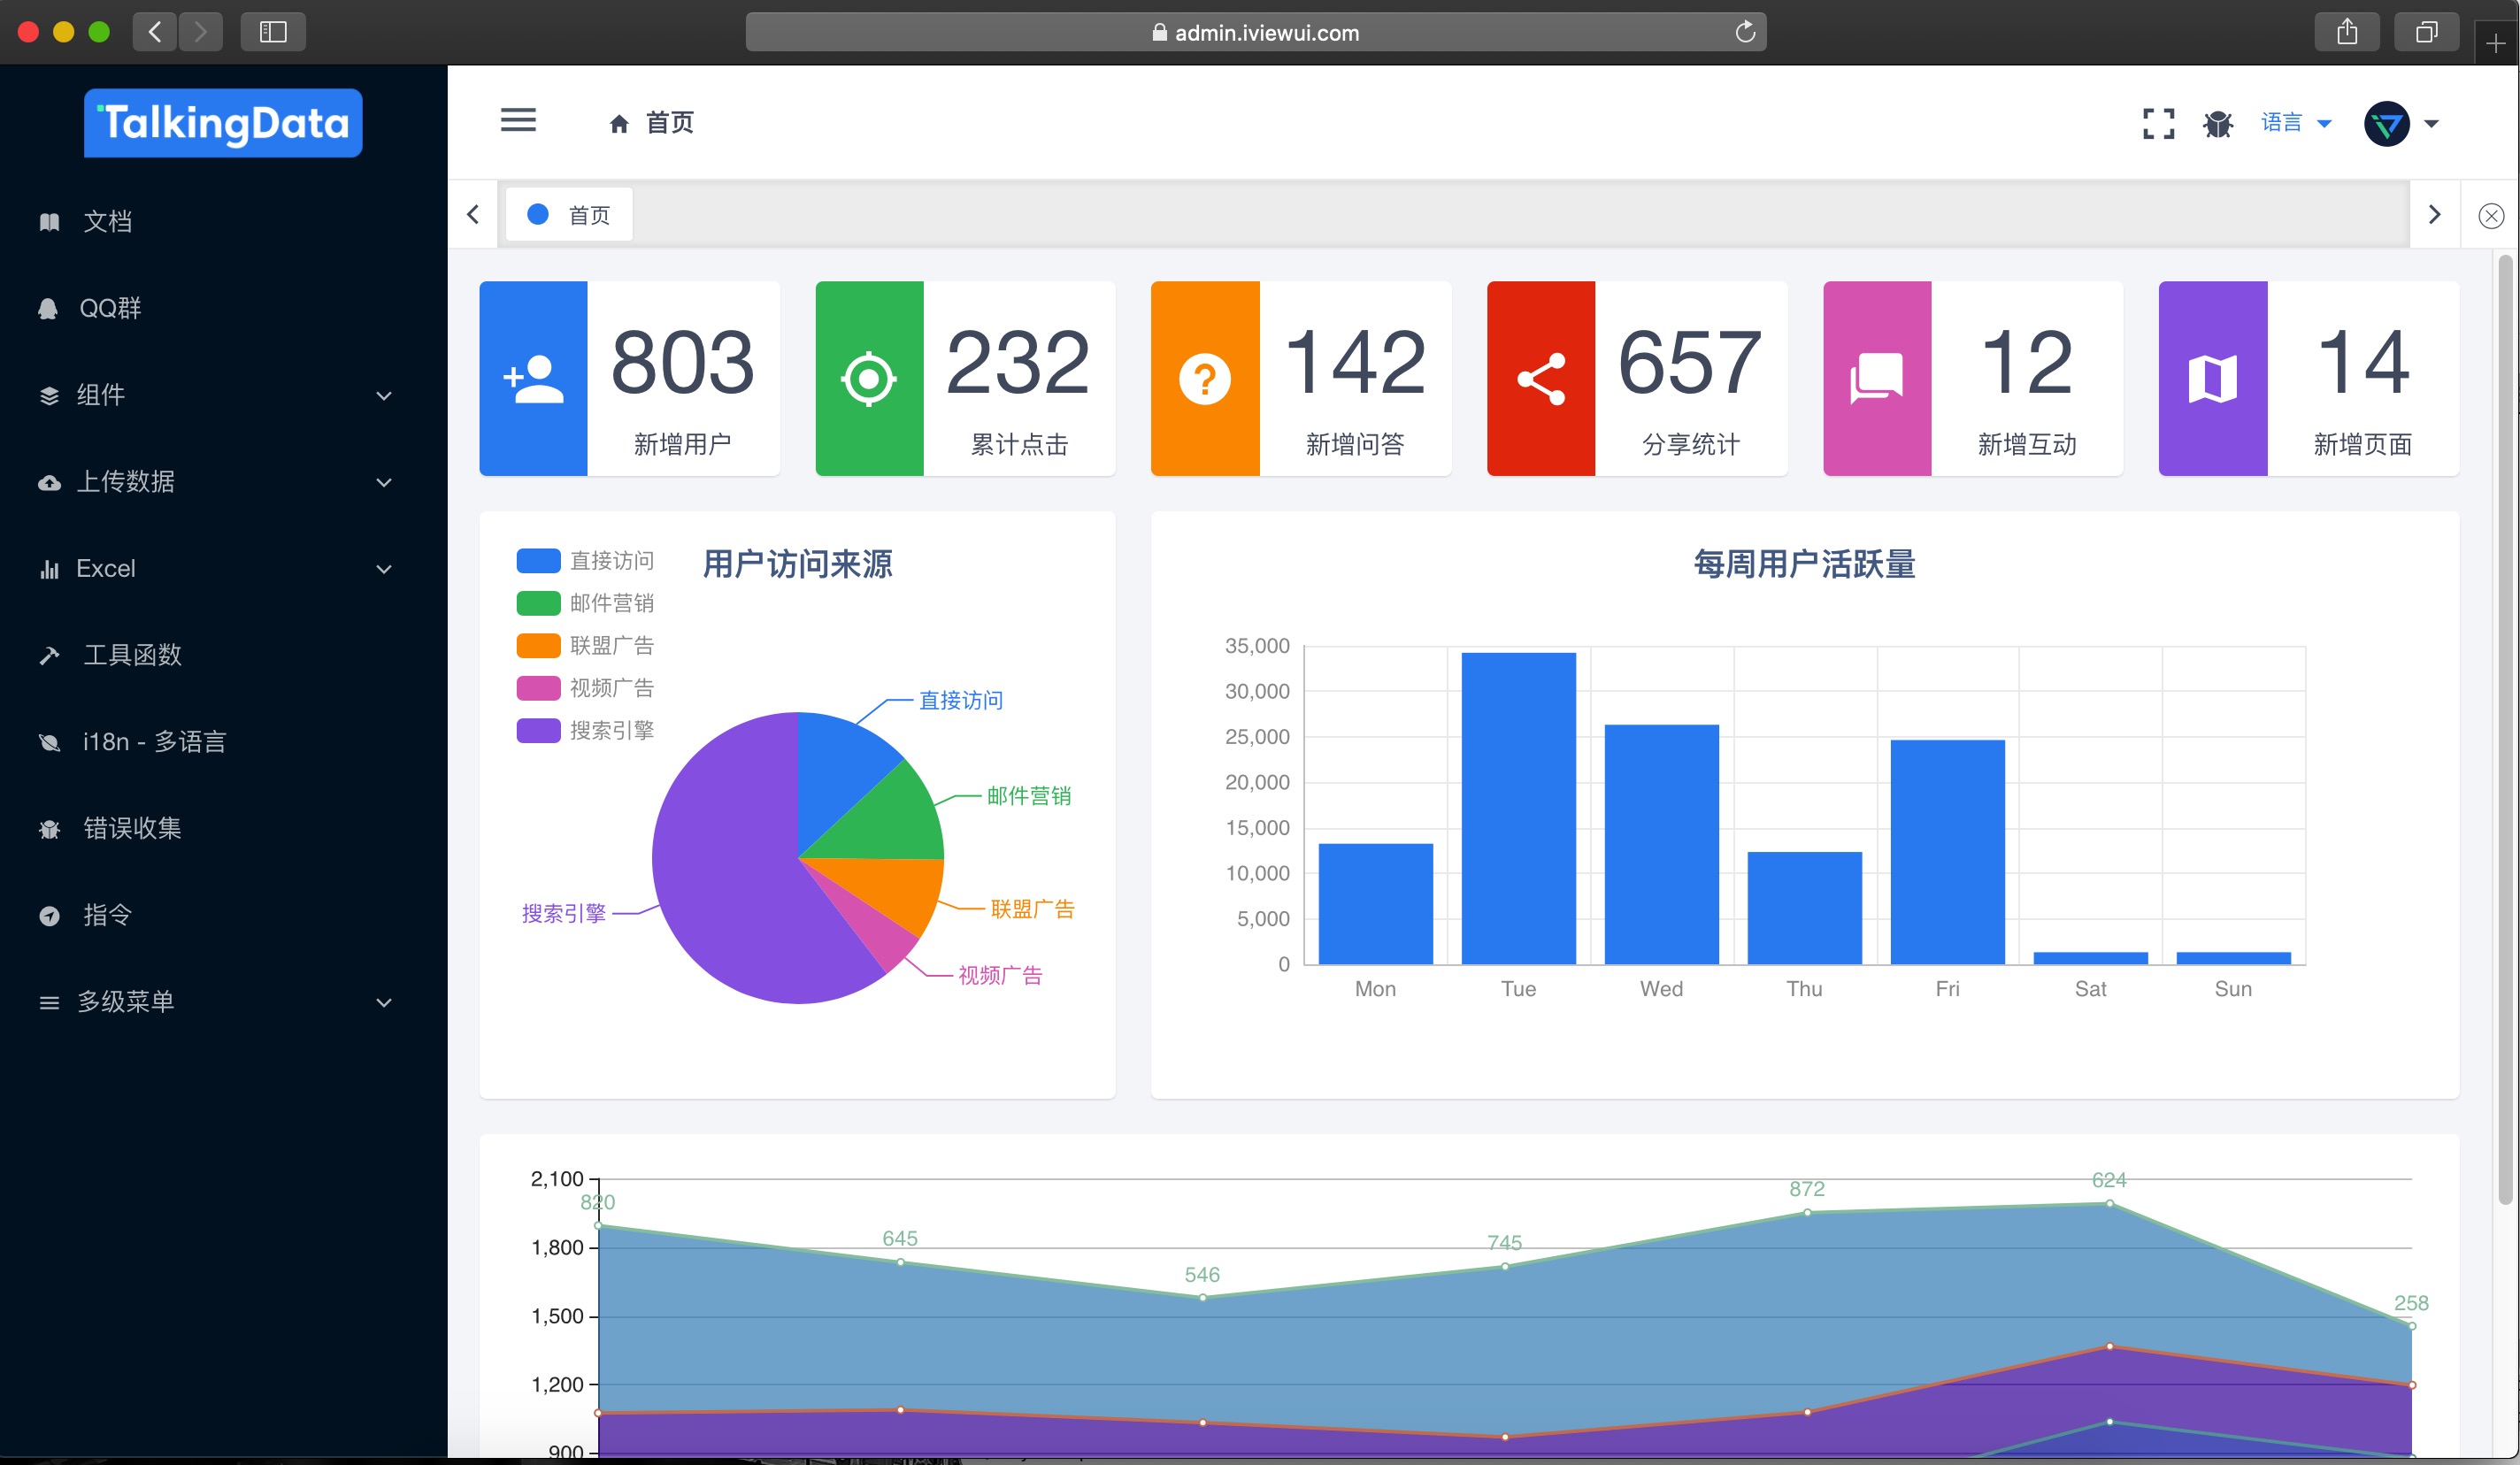 admin.iviewui.com
TalkingData
文档
QQ群
组件
上传数据
Excel
工具函数
i18n - 多语言
错误收集
指令
多级菜单
首页
语言
首页
803
新增用户
232
累计点击
142
新增问答
657
分享统计
12
新增互动
14
新增页面
用户访问来源
直接访问
邮件营销
联盟广告
视频广告
搜索引擎
直接访问
邮件营销
联盟广告
视频广告
搜索引擎
每周用户活跃量
35,000
30,000
25,000
20,000
15,000
10,000
5,000
0
Mon Tue Wed Thu Fri Sat Sun
2,100
1,800
1,500
1,200
900
820 645 546 745 872 624 258